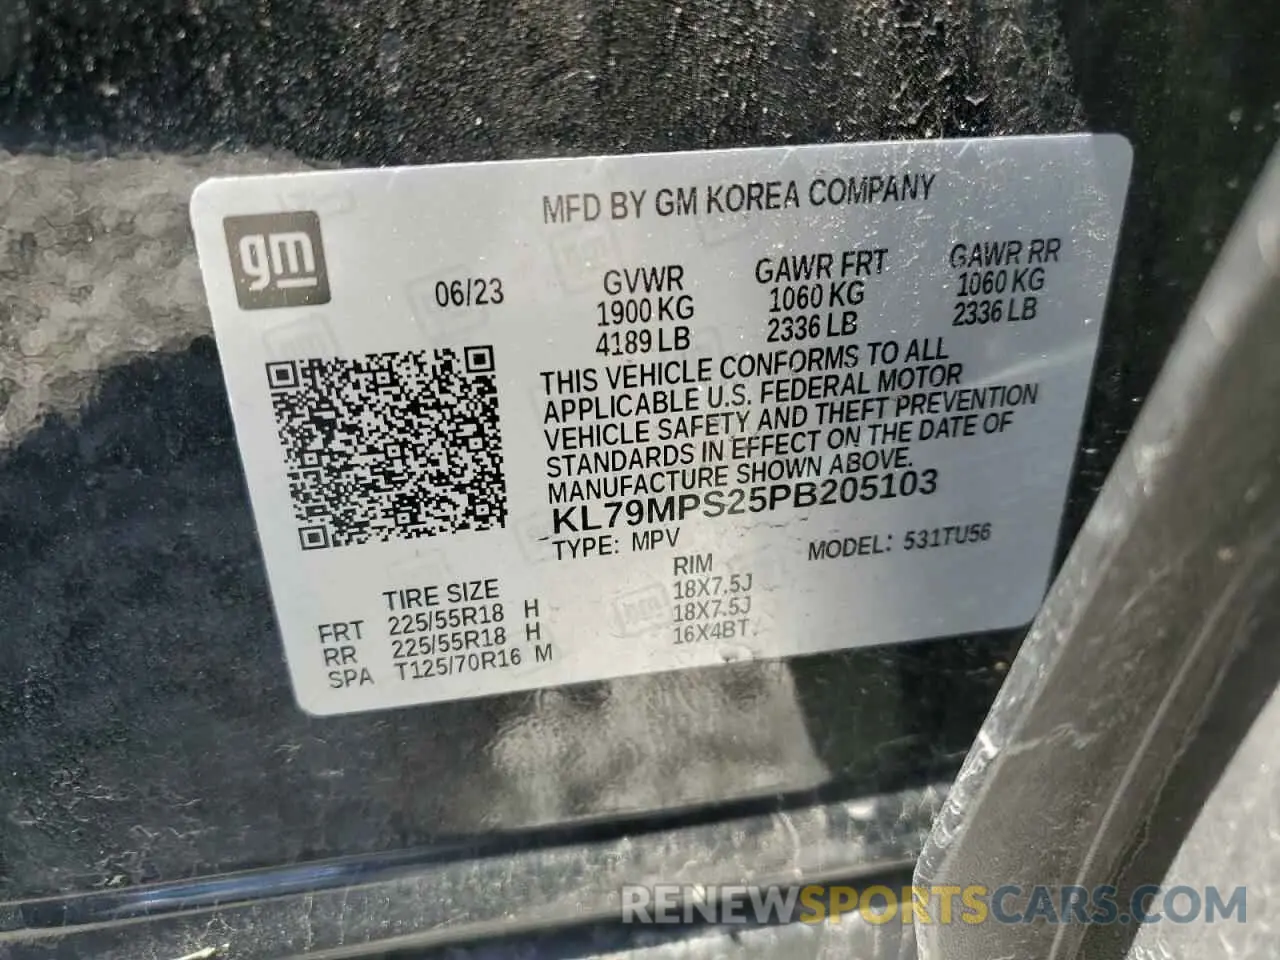 MFD BY GM KOREA COMPANY
gm
06/23
GVWR GAWR FRT GAWR RR
1900 KG 1060 KG 1060 KG
4189 LB 2336 LB 2336 LB
THIS VEHICLE CONFORMS TO ALL
APPLICABLE U.S. FEDERAL MOTOR
VEHICLE SAFETY AND THEFT PREVENTION
STANDARDS IN EFFECT ON THE DATE OF
MANUFACTURE SHOWN ABOVE.
KL79MPS25PB205103
TYPE: MPV MODEL: 531TU56
TIRE SIZE RIM
FRT 225/55R18 H 18X7.5J
RR 225/55R18 H 18X7.5J
SPA T125/70R16 M 16X4BT
RENEWSPORTSCARS.COM